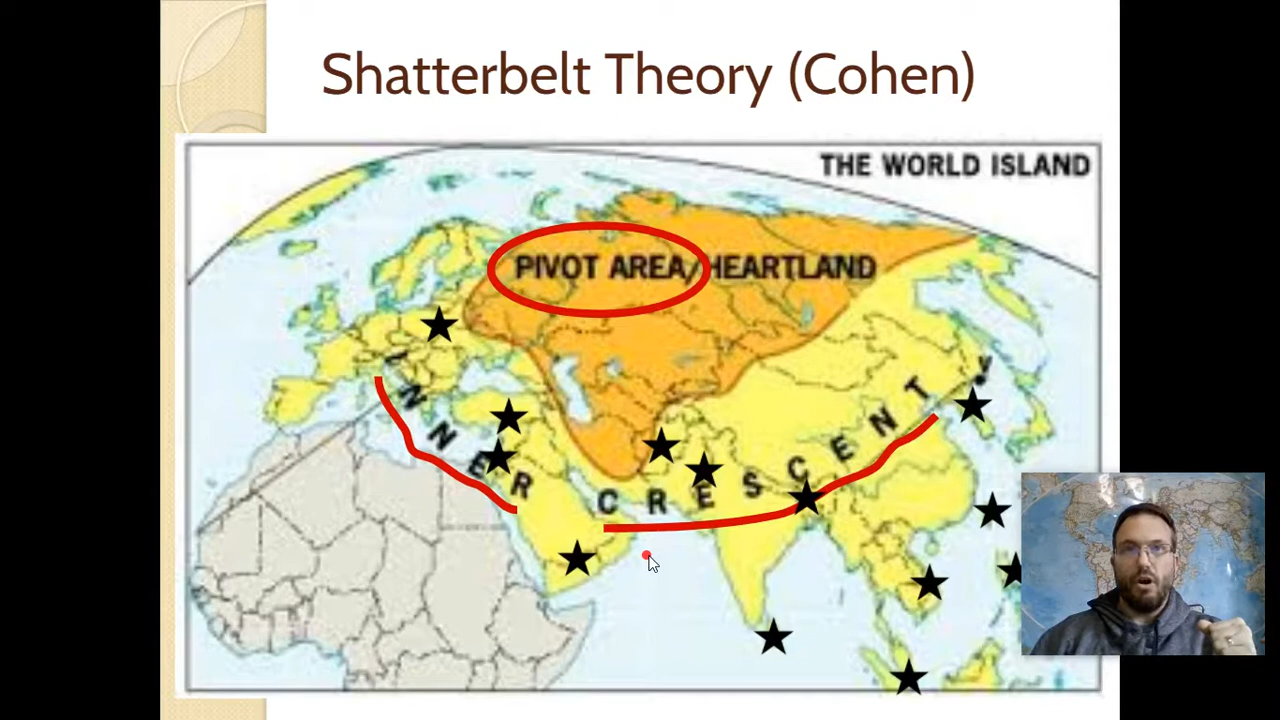 Shatterbelt Theory (Cohen)
THE WORLD ISLAND
PIVOT AREA/HEARTLAND
INNER CRESCENT